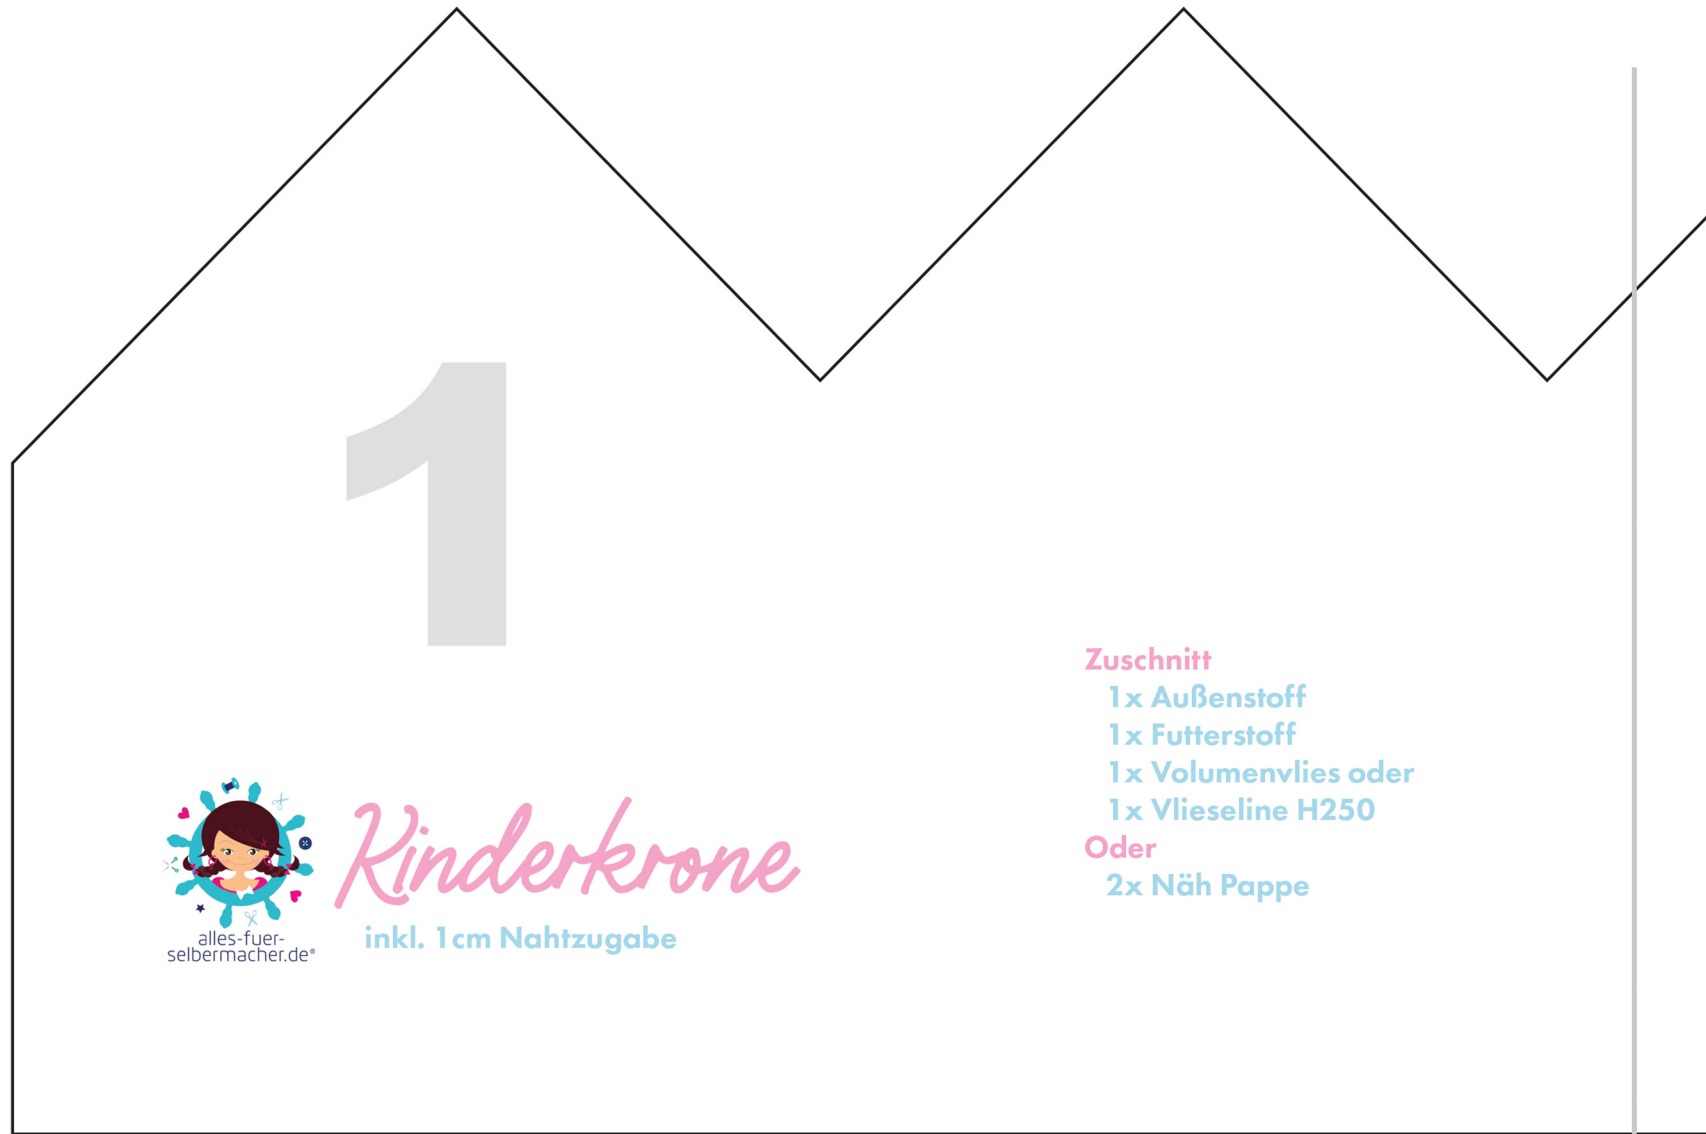 1
Zuschnitt
1x Außenstoff
1x Futterstoff
1x Volumenvlies oder
1x Vlieseline H250
Oder
2x Näh Pappe
Kinderkrone
inkl. 1cm Nahtzugabe
alles-fuer-
selbermacher.de®